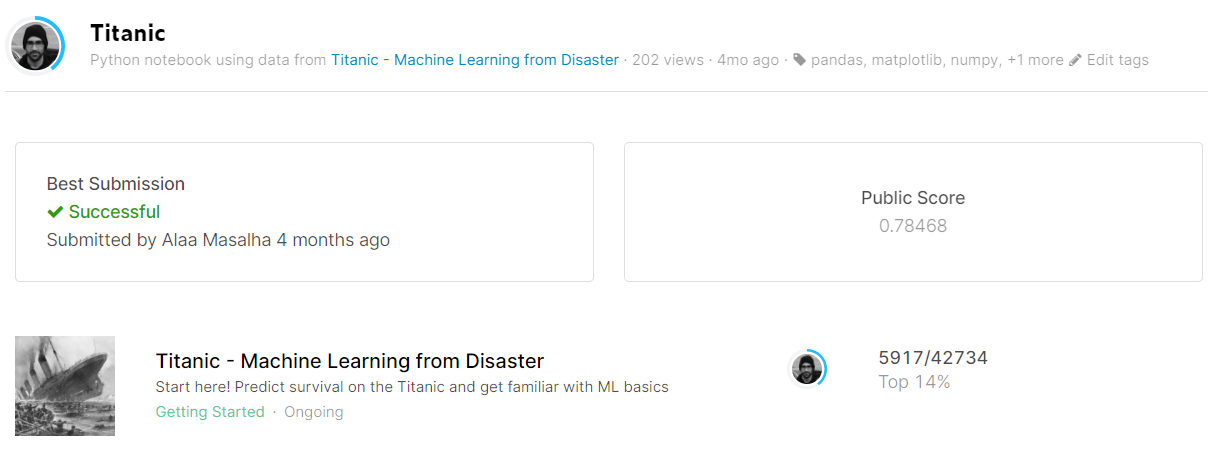 Titanic
Python notebook using data from Titanic - Machine Learning from Disaster · 202 views · 4mo ago · pandas, matplotlib, numpy, +1 more Edit tags
Best Submission
Successful
Submitted by Alaa Masalha 4 months ago
Public Score
0.78468
Titanic - Machine Learning from Disaster
Start here! Predict survival on the Titanic and get familiar with ML basics
Getting Started · Ongoing
5917/42734
Top 14%